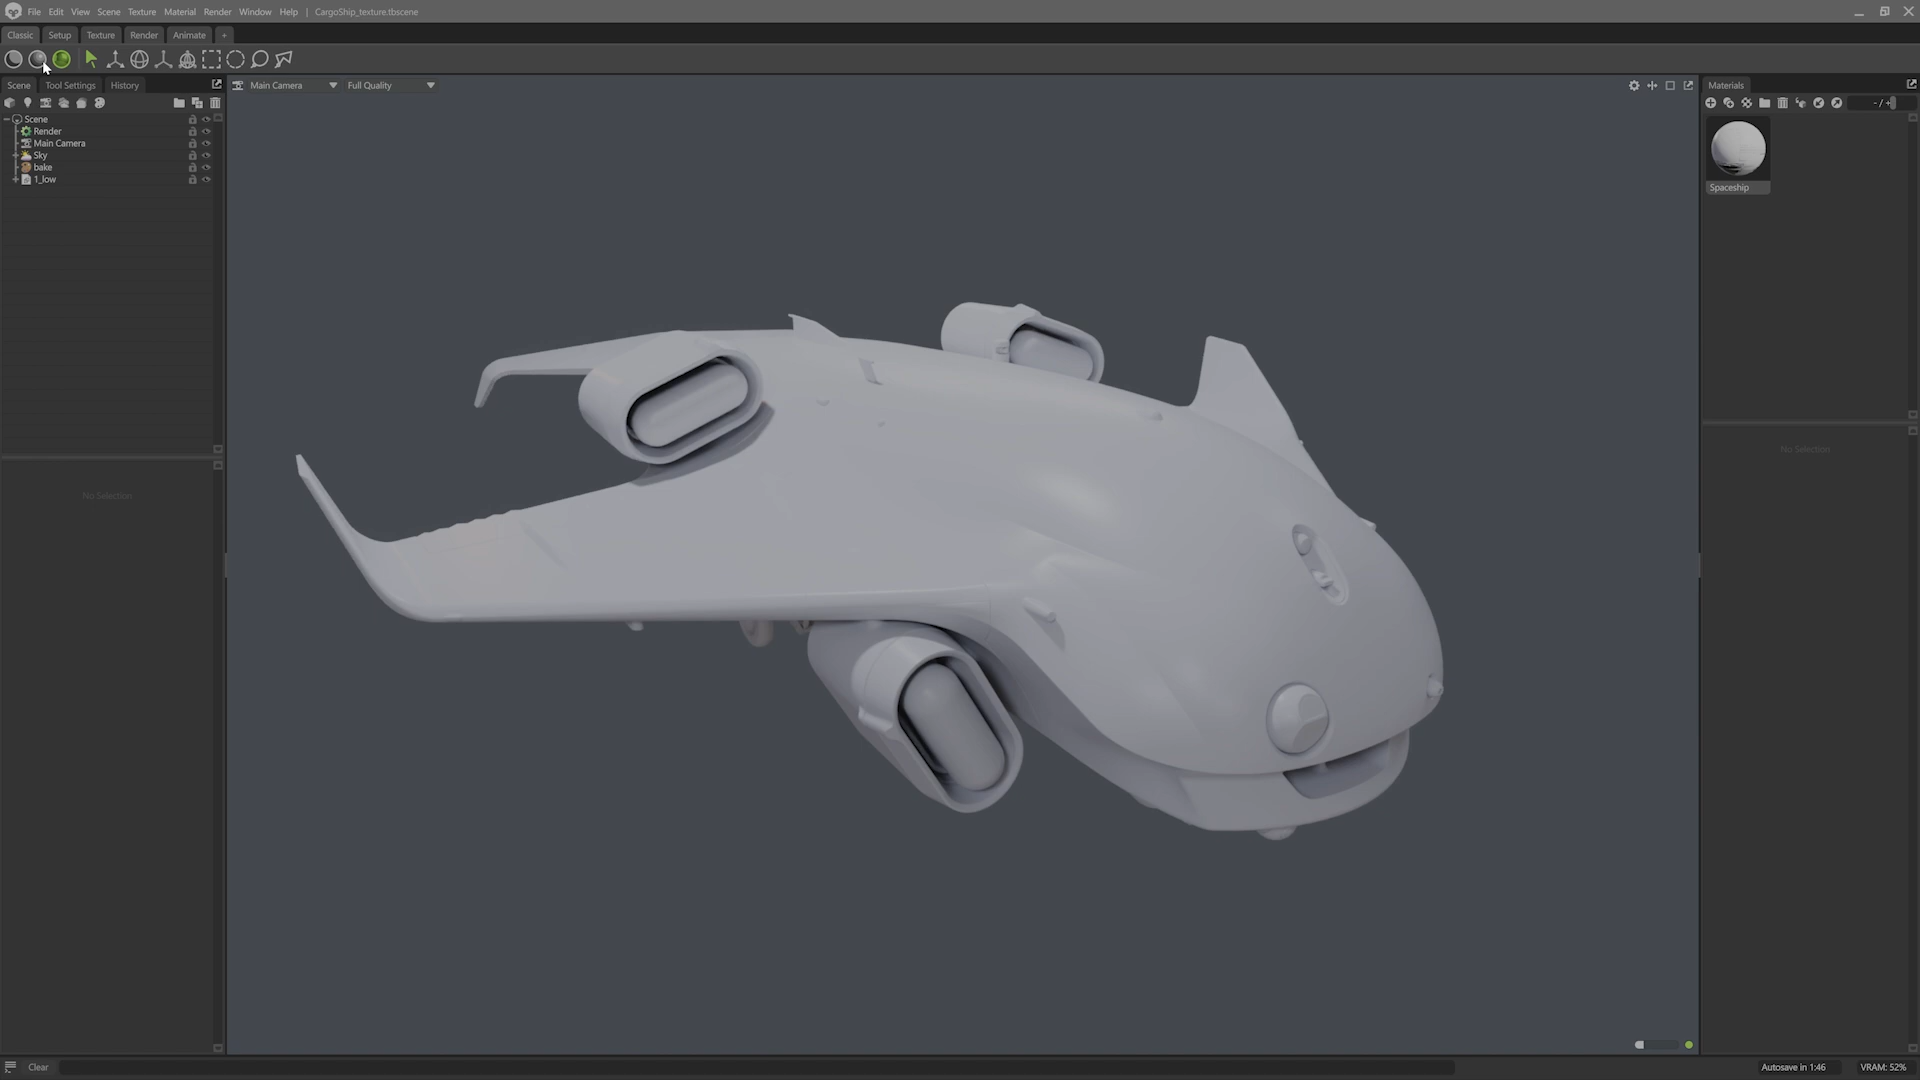 File Edit View Scene Texture Material Render Window Help | CargoShip_texture.tbscene
Classic Setup Texture Render Animate +
Scene Tool Settings History
Main Camera Full Quality
Materials
- / +
Scene
Render
Main Camera
Sky
bake
1_low
Spaceship
No Selection
No Selection
Clear
Autosave in 1:46 VRAM: 52%